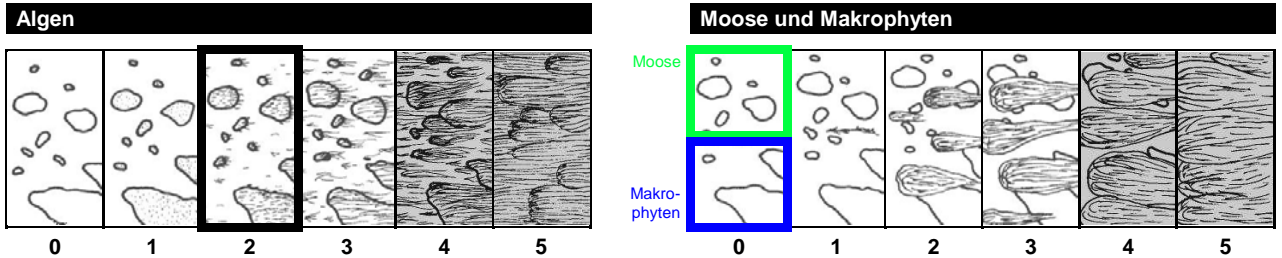 Algen
0 1 2 3 4 5
Moose und Makrophyten
Moose
Makro-
phyten
0 1 2 3 4 5